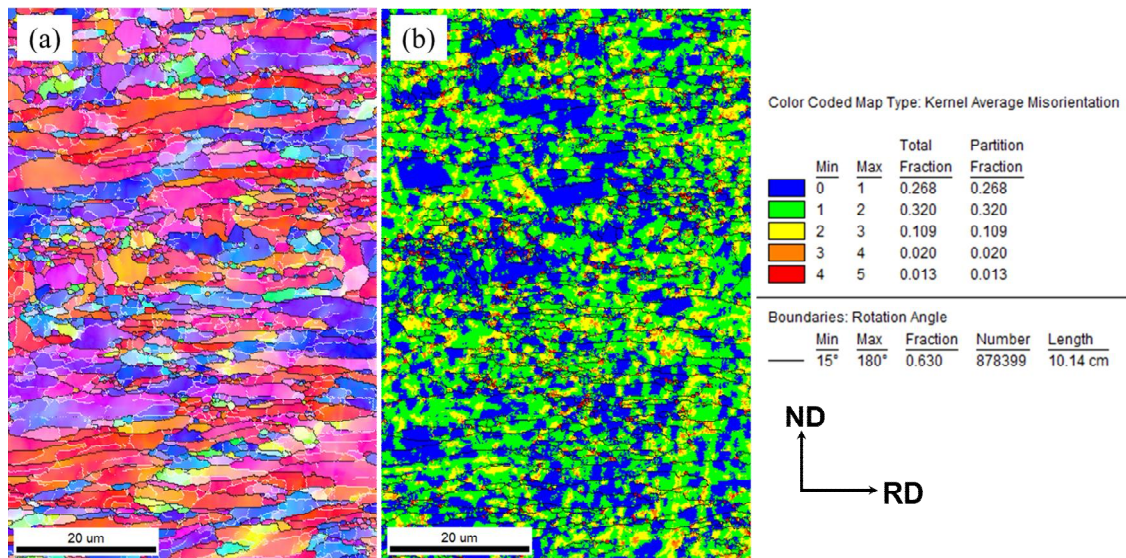 (a)
(b)
20 um
20 um
Color Coded Map Type: Kernel Average Misorientation
Total Partition
Min Max Fraction Fraction
0 1 0.268 0.268
1 2 0.320 0.320
2 3 0.109 0.109
3 4 0.020 0.020
4 5 0.013 0.013
Boundaries: Rotation Angle
Min Max Fraction Number Length
15° 180° 0.630 878399 10.14 cm
ND
RD